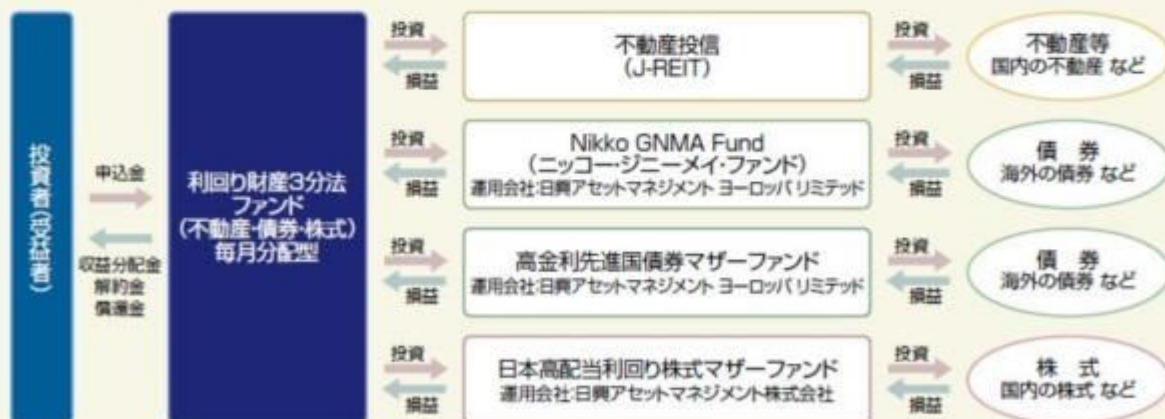 投資者(受益者)
申込金
収益分配金
解約金
償還金
利回り財産3分法
ファンド
(不動産・債券・株式)
毎月分配型
投資
損益
不動産投信
(J-REIT)
投資
損益
不動産等
国内の不動産 など
投資
損益
Nikko GNMA Fund
(ニッコー・ジニーメイ・ファンド)
運用会社:日興アセットマネジメント ヨーロッパ リミテッド
投資
損益
債 券
海外の債券 など
投資
損益
高金利先進国債券マザーファンド
運用会社:日興アセットマネジメント ヨーロッパ リミテッド
投資
損益
債 券
海外の債券 など
投資
損益
日本高配当利回り株式マザーファンド
運用会社:日興アセットマネジメント株式会社
投資
損益
株 式
国内の株式 など